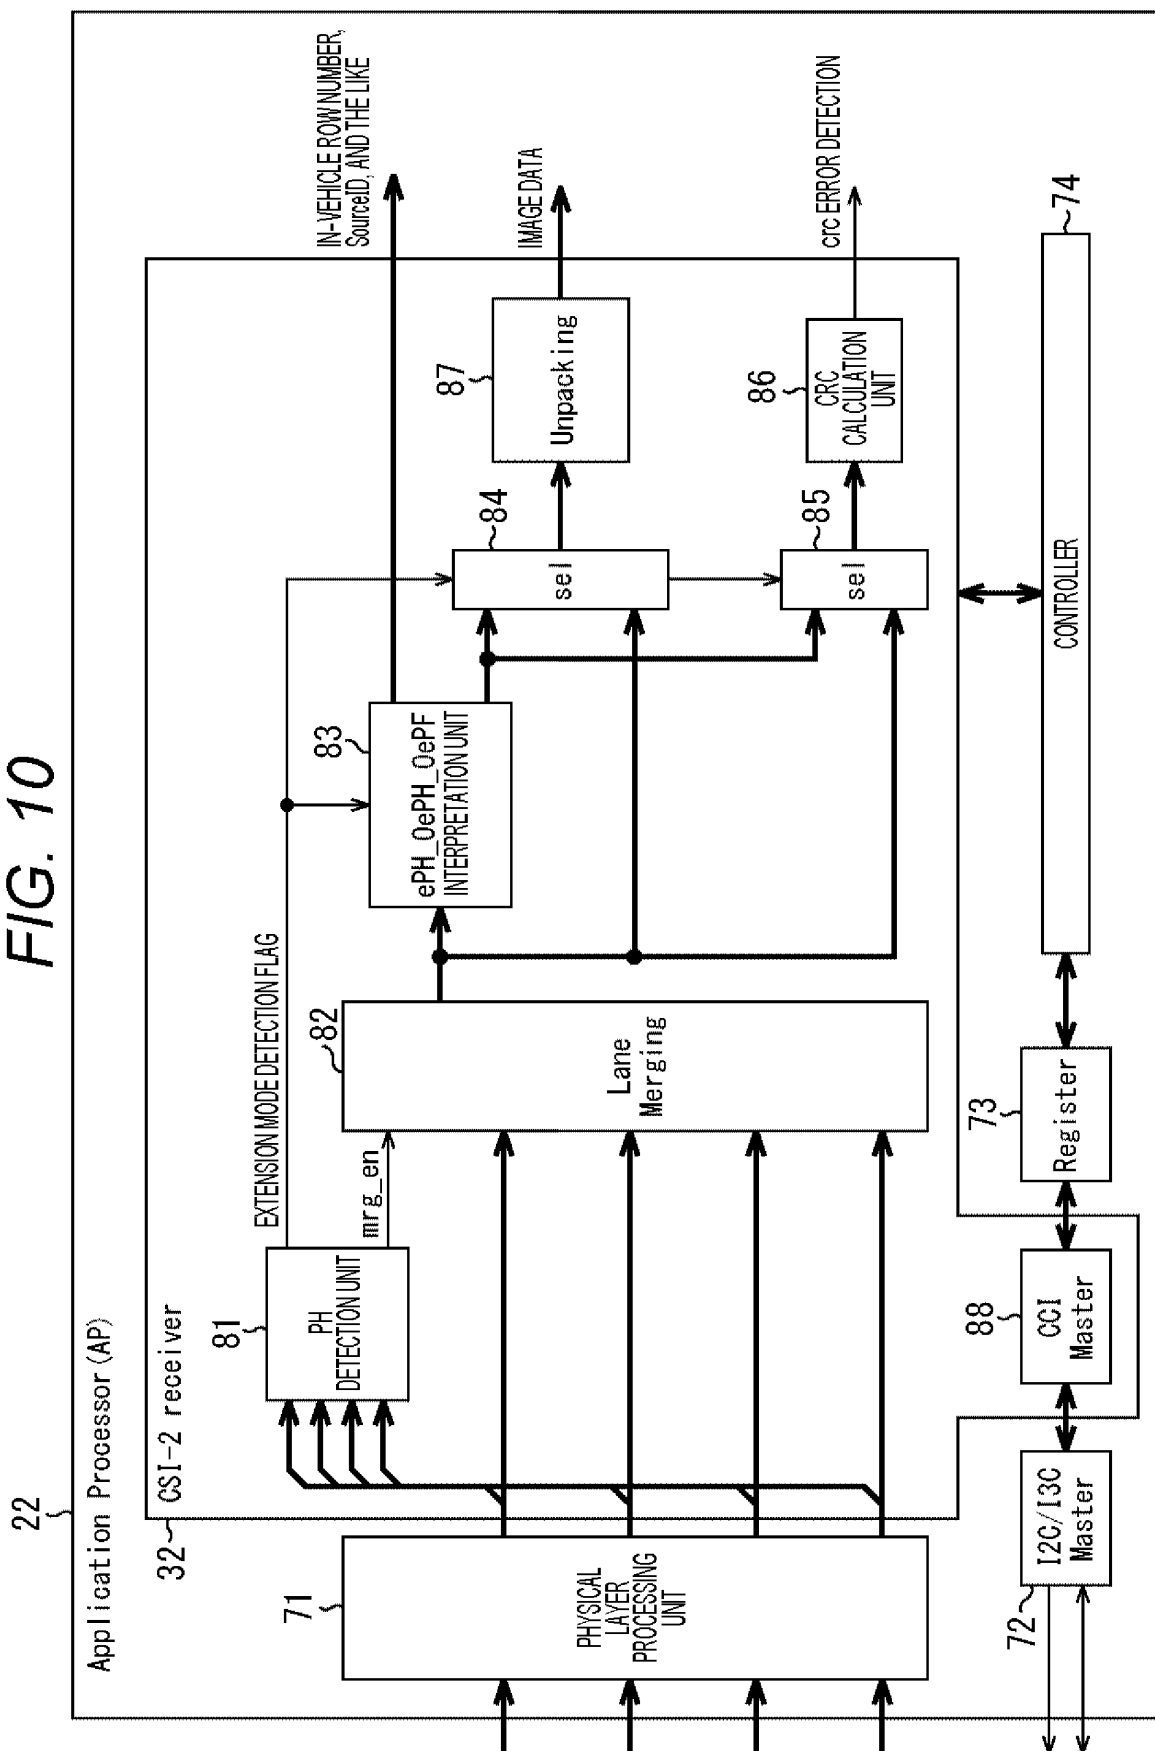 FIG. 10
22
Application Processor(AP)
32
CSI-2 receiver
IN-VEHICLE ROW NUMBER,
SourceID, AND THE LIKE
EXTENSION MODE DETECTION FLAG
81
PH
DETECTION UNIT
mrg_en
82
Lane
Merging
83
ePH_OePH_OePF
INTERPRETATION UNIT
84
sel
87
Unpacking
IMAGE DATA
85
sel
86
CRC
CALCULATION
UNIT
crc ERROR DETECTION
71
PHYSICAL
LAYER
PROCESSING
UNIT
72
I2C/I3C
Master
88
CCI
Master
73
Register
CONTROLLER
74